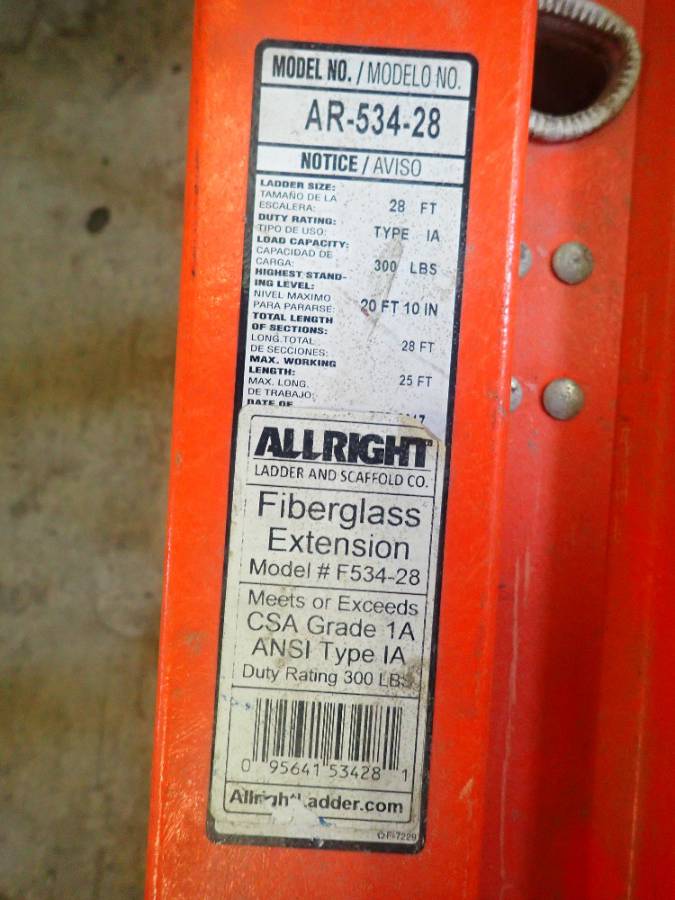 MODEL NO. / MODELO NO.
AR-534-28
NOTICE / AVISO
LADDER SIZE:
TAMAÑO DE LA
ESCALERA: 28 FT
DUTY RATING:
TIPO DE USO: TYPE IA
LOAD CAPACITY:
CAPACIDAD DE
CARGA: 300 LBS
HIGHEST STAND-
ING LEVEL:
NIVEL MAXIMO
PARA PARARSE: 20 FT 10 IN
TOTAL LENGTH
OF SECTIONS:
LONG.TOTAL
DE SECCIONES: 28 FT
MAX. WORKING
LENGTH:
MAX. LONG.
DE TRABAJO: 25 FT
DATE OF
ALLRIGHT
LADDER AND SCAFFOLD CO.
Fiberglass
Extension
Model # F534-28
Meets or Exceeds
CSA Grade 1A
ANSI Type IA
Duty Rating 300 LBS
0 95641 53428 1
AllrightLadder.com